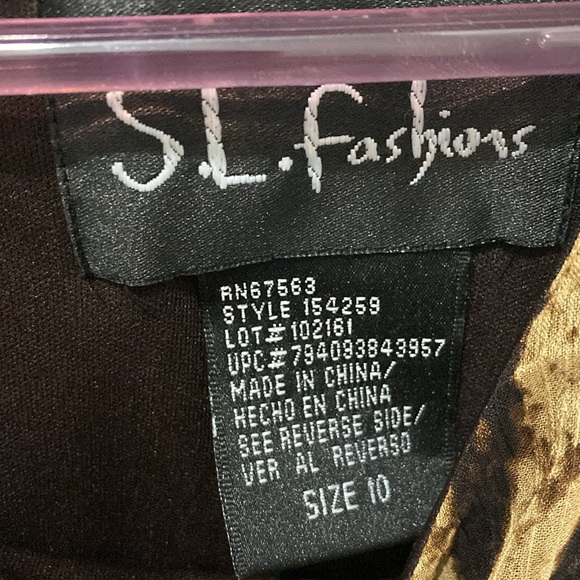 S.L. fashions
RN67563
STYLE 154259
LOT# 102161
UPC# 794093843957
MADE IN CHINA/
HECHO EN CHINA
SEE REVERSE SIDE/
VER AL REVERSO
SIZE 10